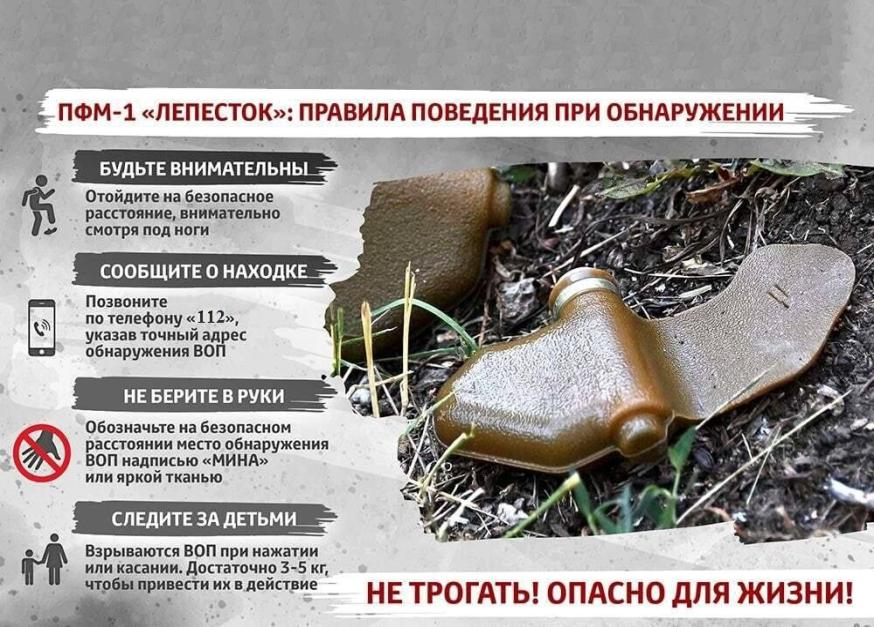 ПФМ-1 «ЛЕПЕСТОК»: ПРАВИЛА ПОВЕДЕНИЯ ПРИ ОБНАРУЖЕНИИ
БУДЬТЕ ВНИМАТЕЛЬНЫ
Отойдите на безопасное
расстояние, внимательно
смотря под ноги
СООБЩИТЕ О НАХОДКЕ
Позвоните
по телефону «112»,
указав точный адрес
обнаружения ВОП
НЕ БЕРИТЕ В РУКИ
Обозначьте на безопасном
расстоянии место обнаружения
ВОП надписью «МИНА»
или яркой тканью
СЛЕДИТЕ ЗА ДЕТЬМИ
Взрываются ВОП при нажатии
или касании. Достаточно 3-5 кг,
чтобы привести их в действие
НЕ ТРОГАТЬ! ОПАСНО ДЛЯ ЖИЗНИ!